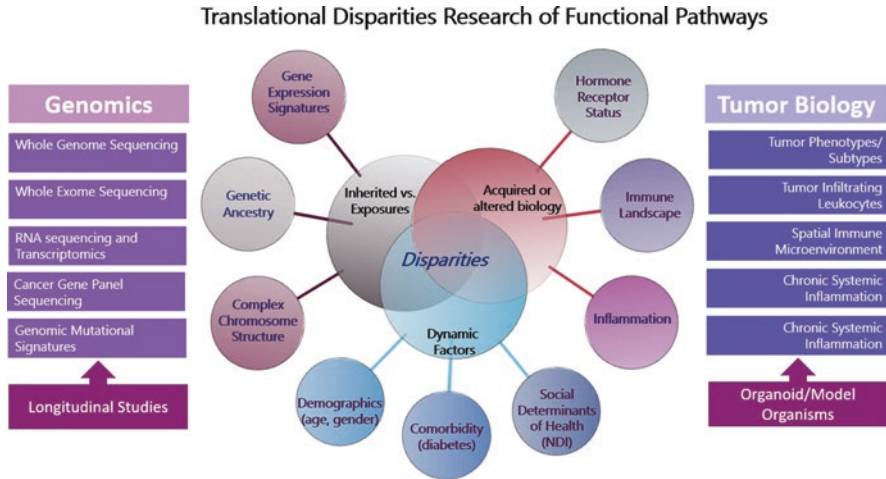 Translational Disparities Research of Functional Pathways
Genomics
Whole Genome Sequencing
Whole Exome Sequencing
RNA sequencing and
Transcriptomics
Cancer Gene Panel
Sequencing
Genomic Mutational
Signatures
Longitudinal Studies
Gene
Expression
Signatures
Genetic
Ancestry
Complex
Chromosome
Structure
Inherited vs.
Exposures
Acquired or
altered biology
Disparities
Dynamic
Factors
Demographics
(age, gender)
Comorbidity
(diabetes)
Social
Determinants
of Health
(NDI)
Hormone
Receptor
Status
Immune
Landscape
Inflammation
Tumor Biology
Tumor Phenotypes/
Subtypes
Tumor Infiltrating
Leukocytes
Spatial Immune
Microenvironment
Chronic Systemic
Inflammation
Chronic Systemic
Inflammation
Organoid/Model
Organisms